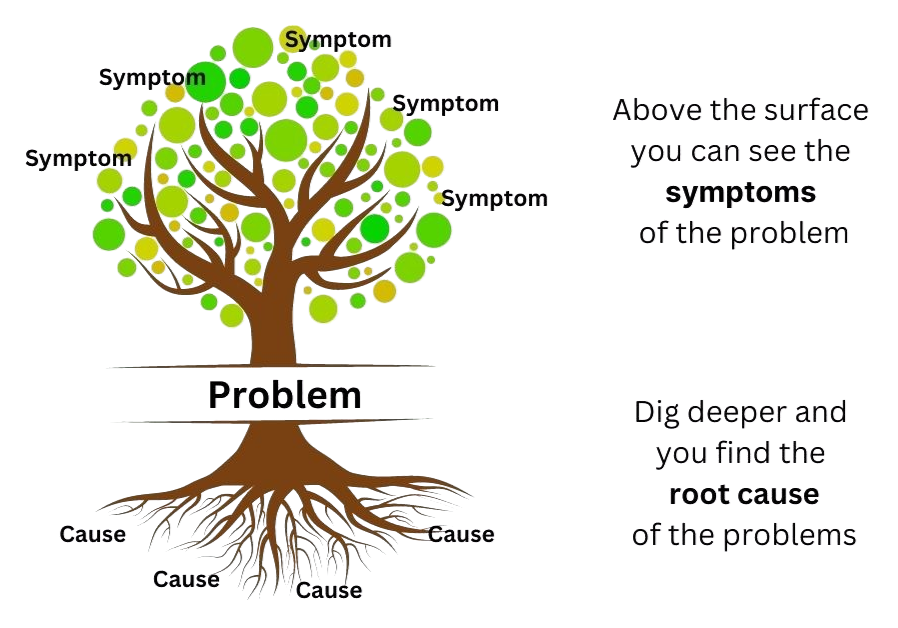 Symptom
Symptom
Symptom
Symptom
Symptom
Above the surface
you can see the
symptoms
of the problem
Problem
Dig deeper and
you find the
root cause
of the problems
Cause
Cause
Cause
Cause